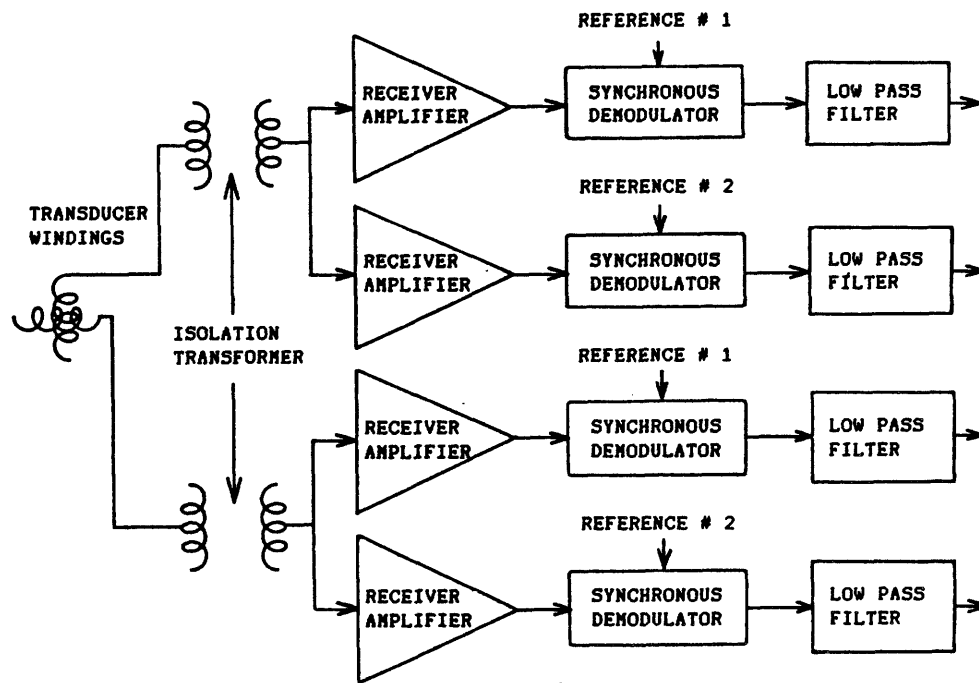 REFERENCE # 1
RECEIVER
AMPLIFIER
SYNCHRONOUS
DEMODULATOR
LOW PASS
FILTER
REFERENCE # 2
RECEIVER
AMPLIFIER
SYNCHRONOUS
DEMODULATOR
LOW PASS
FILTER
TRANSDUCER
WINDINGS
ISOLATION
TRANSFORMER
REFERENCE # 1
RECEIVER
AMPLIFIER
SYNCHRONOUS
DEMODULATOR
LOW PASS
FILTER
REFERENCE # 2
RECEIVER
AMPLIFIER
SYNCHRONOUS
DEMODULATOR
LOW PASS
FILTER